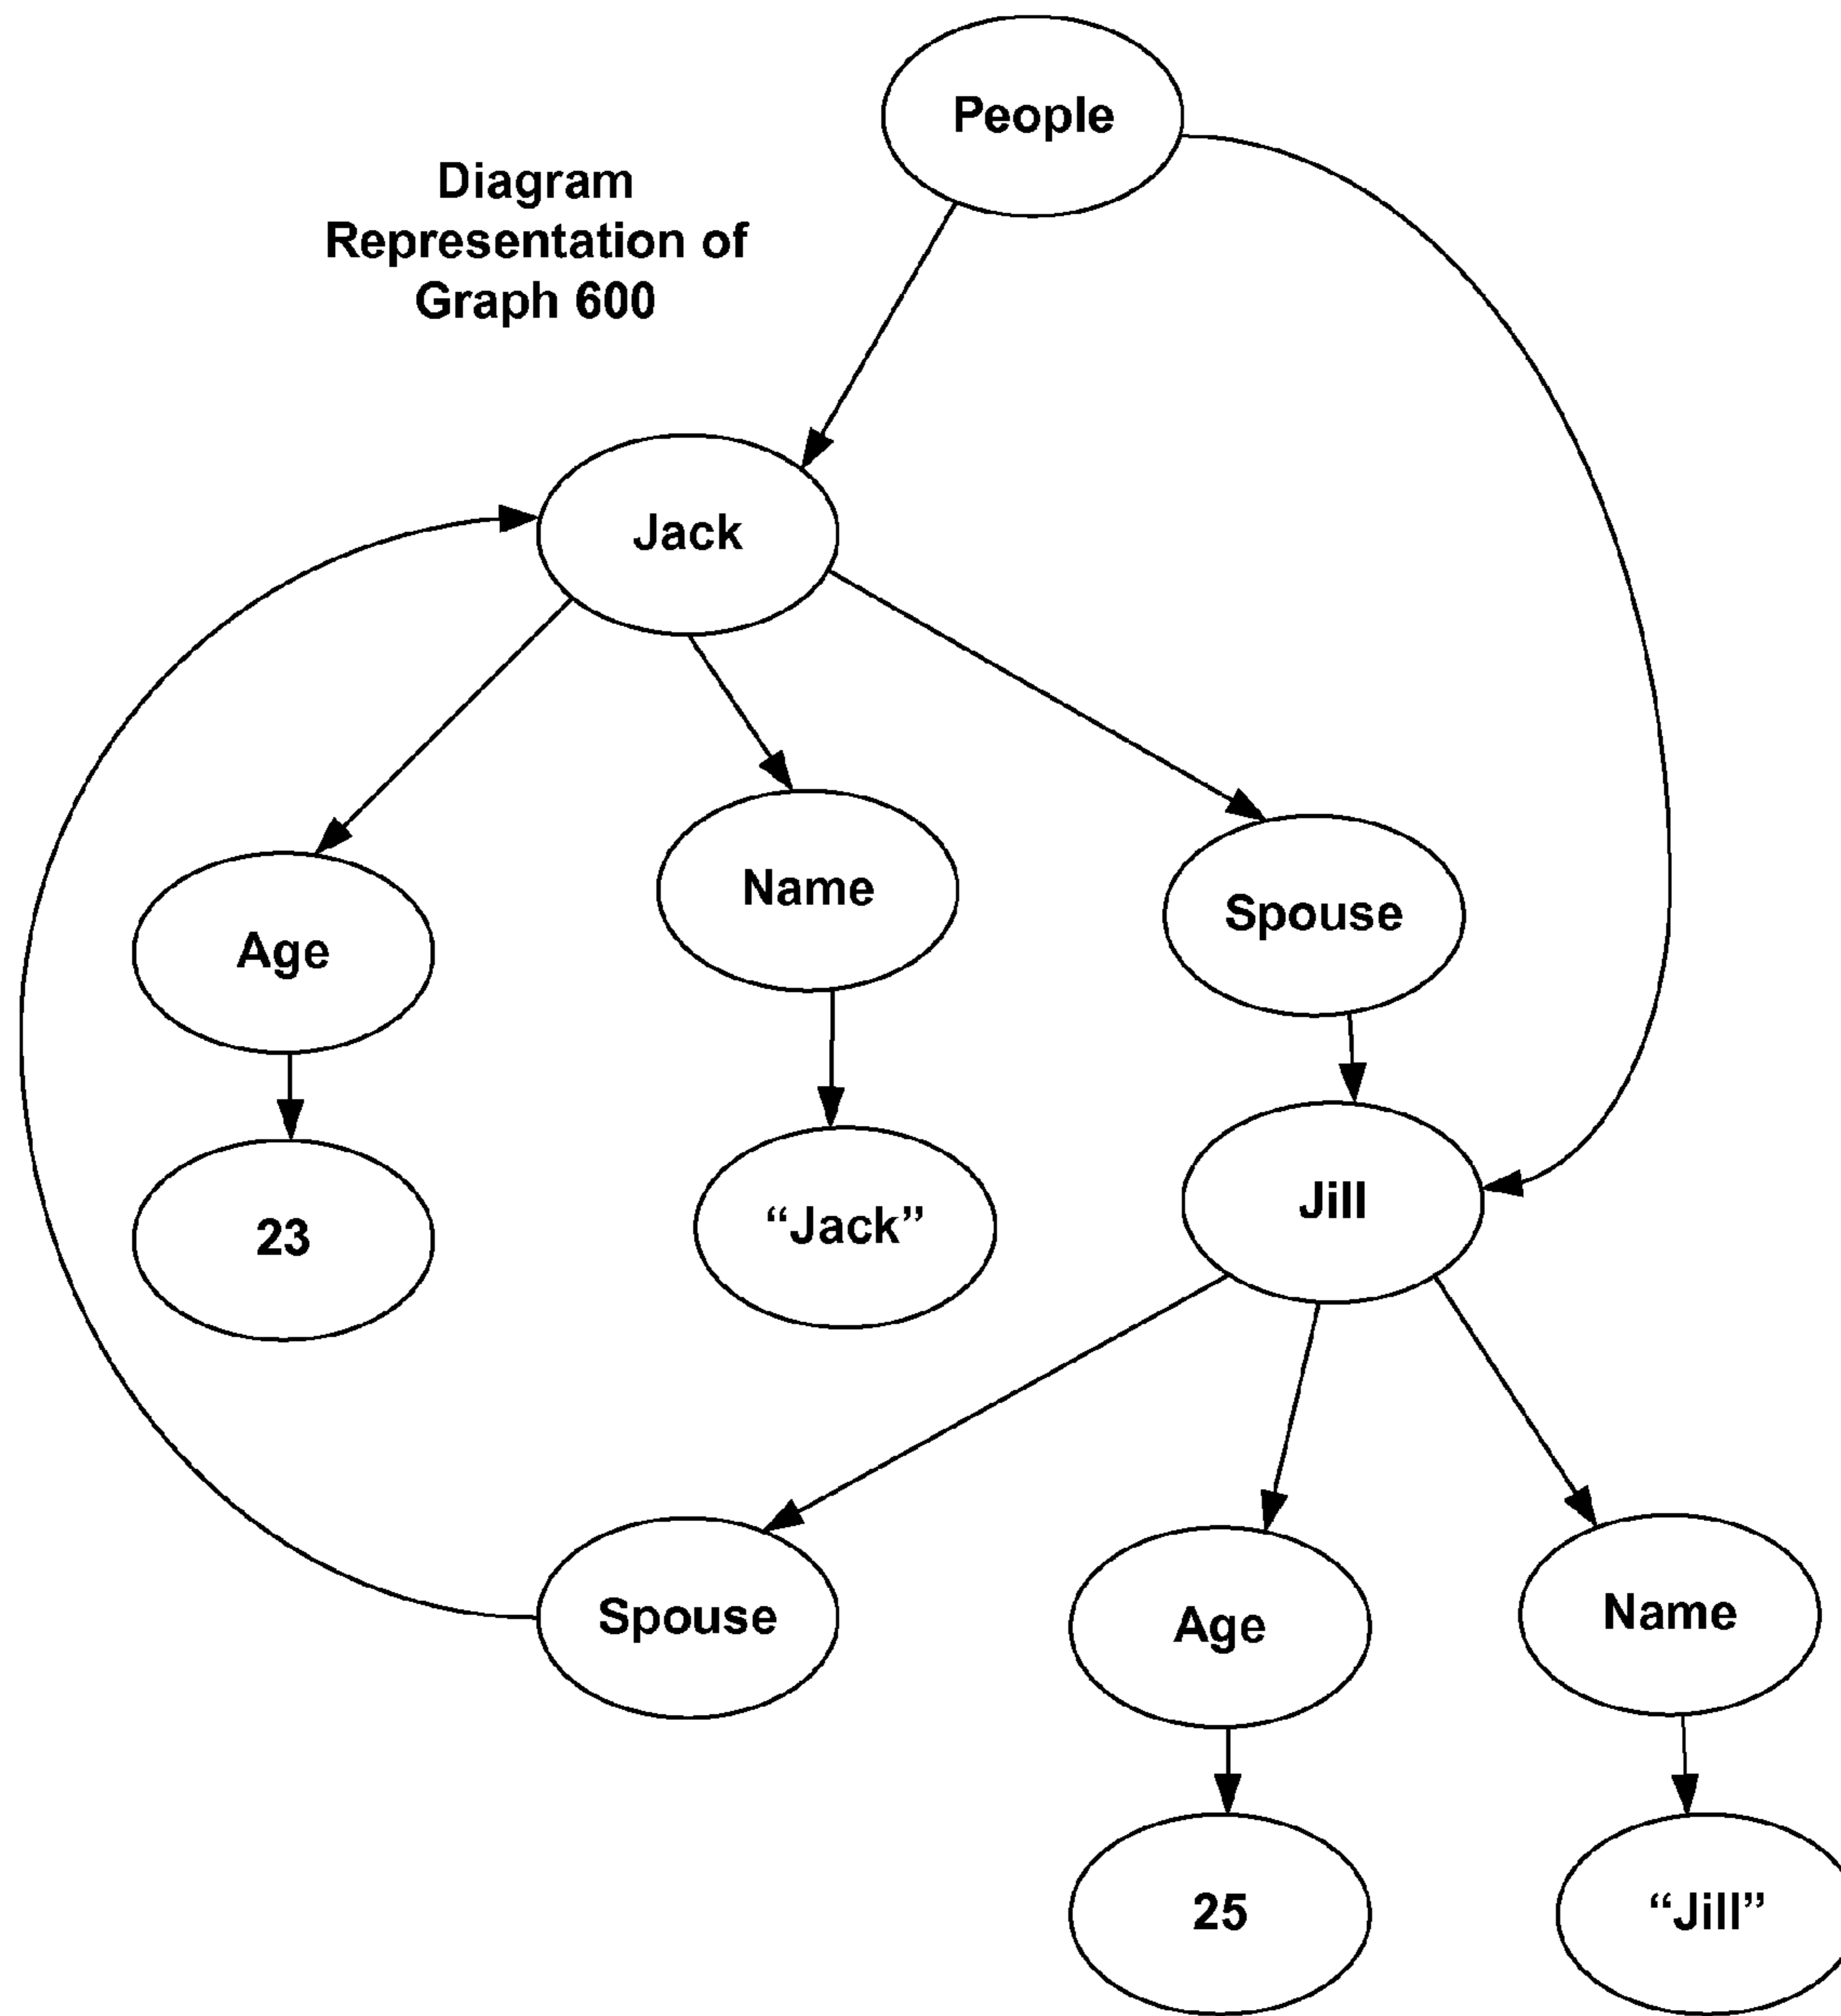 People
Diagram
Representation of
Graph 600
Jack
Age
Name
Spouse
23
“Jack”
Jill
Spouse
Age
Name
25
“Jill”